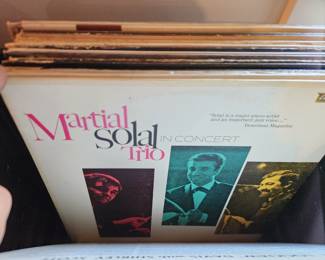 Martial
Solal IN CONCERT
Trio
"Solal is a major piano artist
and an important jazz voice..."
Downbeat Magazine